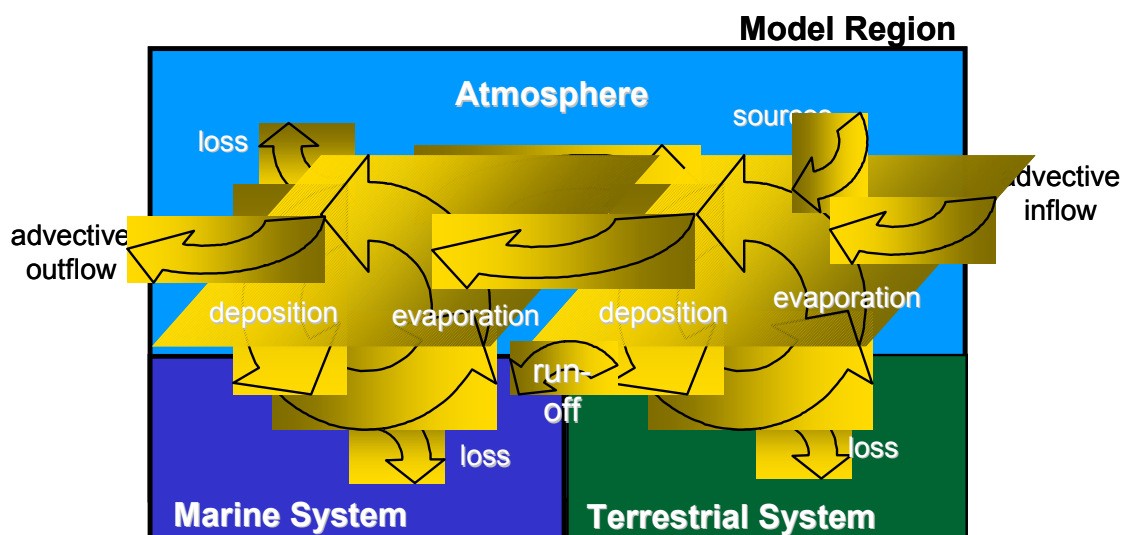 Model Region
Atmosphere
sources
loss
advective
inflow
advective
outflow
deposition
evaporation
deposition
evaporation
run-
off
loss
loss
Marine System
Terrestrial System